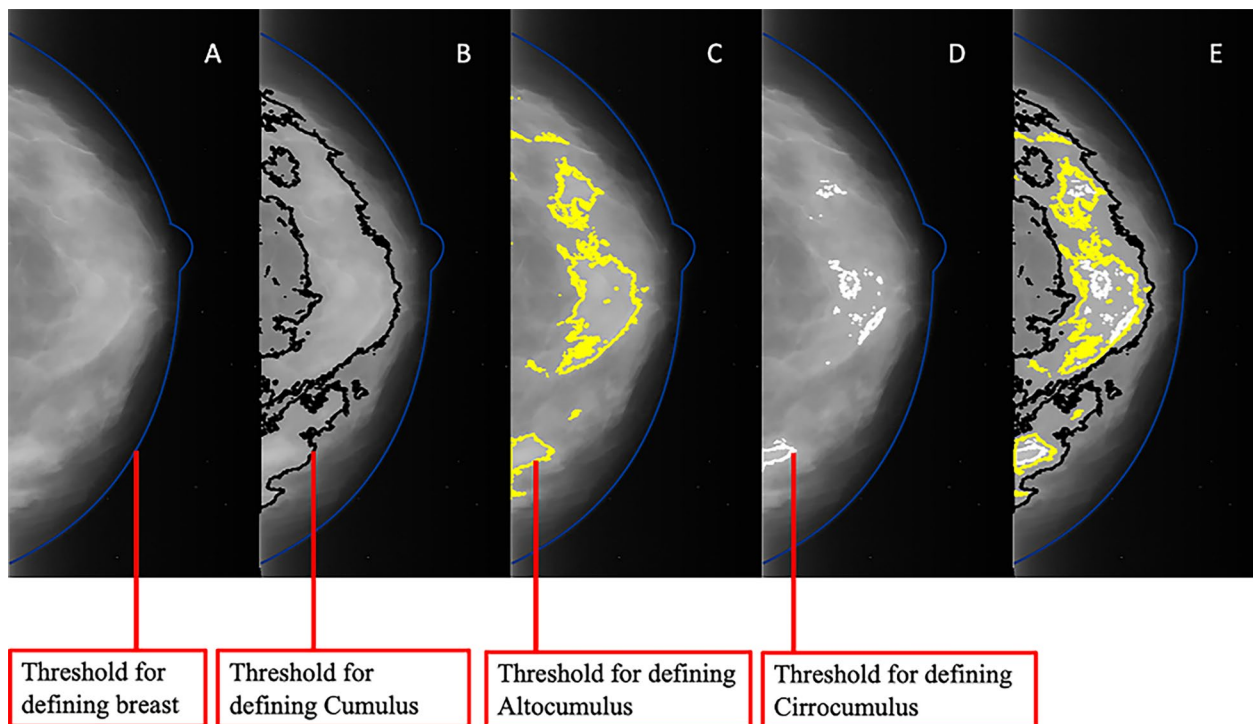 A
B
C
D
E
Threshold for
defining breast
Threshold for
defining Cumulus
Threshold for defining
Altocumulus
Threshold for defining
Cirrocumulus